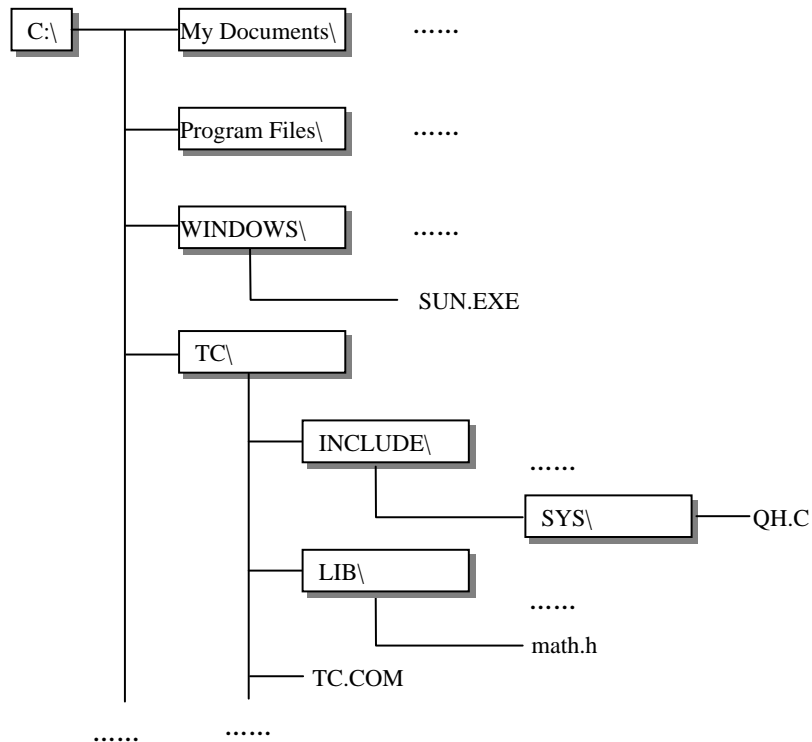 C:\
My Documents\
……
Program Files\
……
WINDOWS\
……
SUN.EXE
TC\
INCLUDE\
……
SYS\
QH.C
LIB\
……
math.h
TC.COM
……
……